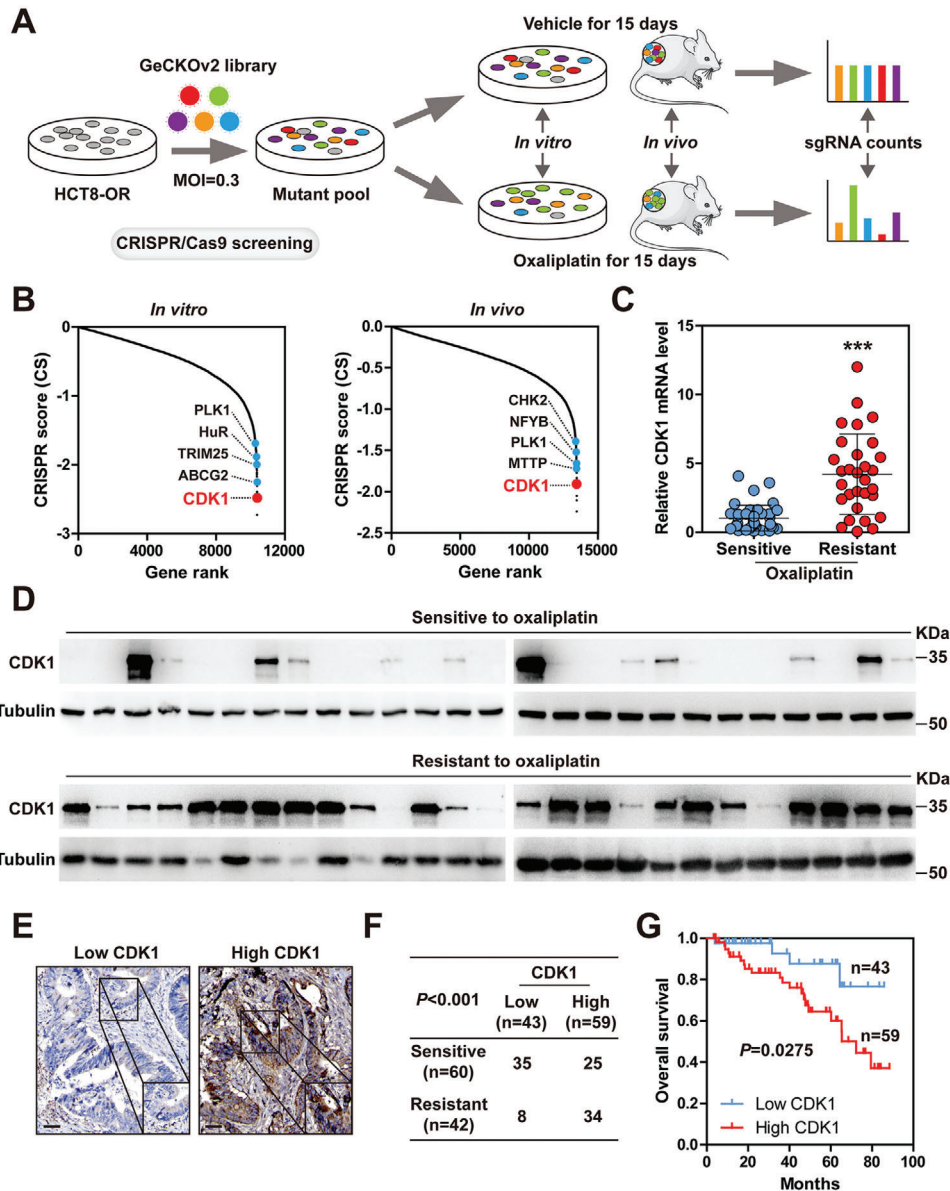 A
GeCKOv2 library
HCT8-OR
MOI=0.3
Mutant pool
CRISPR/Cas9 screening
Vehicle for 15 days
In vitro
In vivo
sgRNA counts
Oxaliplatin for 15 days
B
In vitro
CRISPR score (CS)
0
-1
-2
-3
PLK1
HuR
TRIM25
ABCG2
CDK1
0 4000 8000 12000
Gene rank
In vivo
CRISPR score (CS)
0.0
-0.5
-1.0
-1.5
-2.0
-2.5
CHK2
NFYB
PLK1
MTTP
CDK1
0 5000 10000 15000
Gene rank
C
Relative CDK1 mRNA level
15
10
5
0
***
Sensitive Resistant
Oxaliplatin
D
Sensitive to oxaliplatin
KDa
CDK1
35
Tubulin
50
Resistant to oxaliplatin
KDa
CDK1
35
Tubulin
50
E
Low CDK1 High CDK1
F
CDK1
P<0.001
Low High
(n=43) (n=59)
Sensitive
(n=60)
35 25
Resistant
(n=42)
8 34
G
Overall survival
1.0
0.8
0.6
0.4
0.2
0.0
n=43
n=59
P=0.0275
Low CDK1
High CDK1
0 20 40 60 80 100
Months